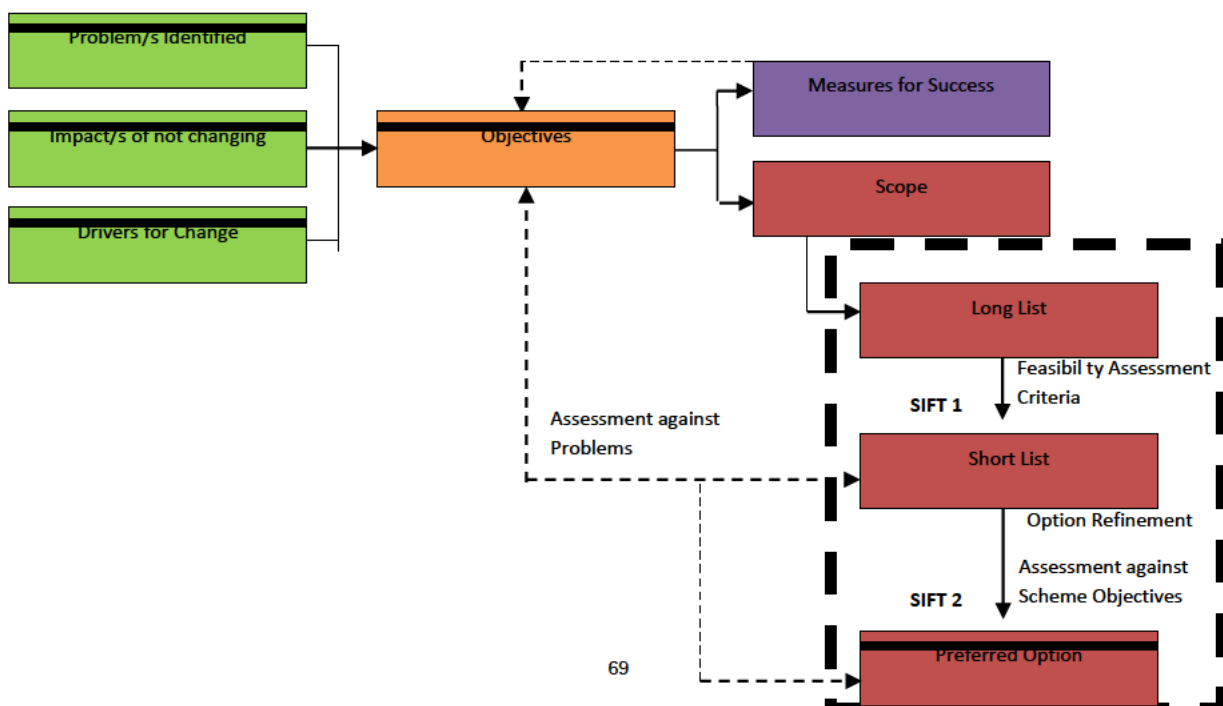 Problem/s Identified
Impact/s of not changing
Drivers for Change
Objectives
Measures for Success
Scope
Long List
Feasibil ty Assessment
Criteria
SIFT 1
Assessment against
Problems
Short List
Option Refinement
Assessment against
Scheme Objectives
SIFT 2
Preferred Option
69